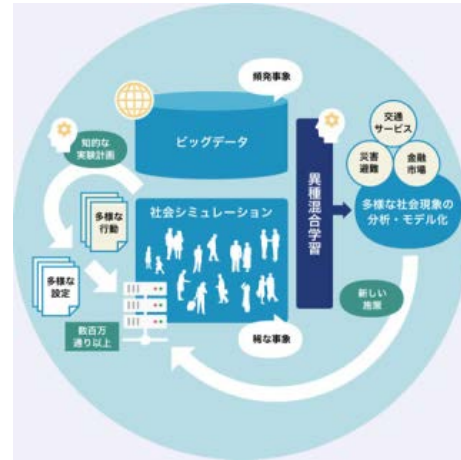 頻発事象
ビッグデータ
知的な
実験計画
多様な
行動
多様な
設定
数百万
通り以上
社会シミュレーション
稀な事象
異種混合学習
交通
サービス
災害
避難
金融
市場
多様な社会現象の
分析・モデル化
新しい
施策